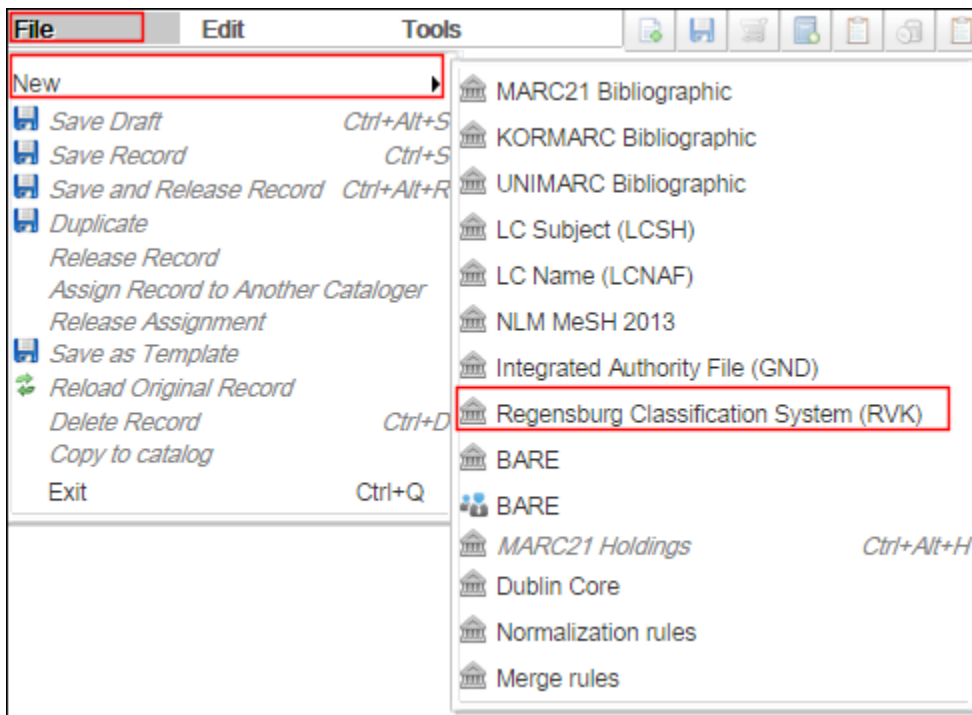 File Edit Tools
New
Save Draft Ctrl+Alt+S
Save Record Ctrl+S
Save and Release Record Ctrl+Alt+R
Duplicate
Release Record
Assign Record to Another Cataloger
Release Assignment
Save as Template
Reload Original Record
Delete Record Ctrl+D
Copy to catalog
Exit Ctrl+Q
MARC21 Bibliographic
KORMARC Bibliographic
UNIMARC Bibliographic
LC Subject (LCSH)
LC Name (LCNAF)
NLM MeSH 2013
Integrated Authority File (GND)
Regensburg Classification System (RVK)
BARE
BARE
MARC21 Holdings Ctrl+Alt+H
Dublin Core
Normalization rules
Merge rules